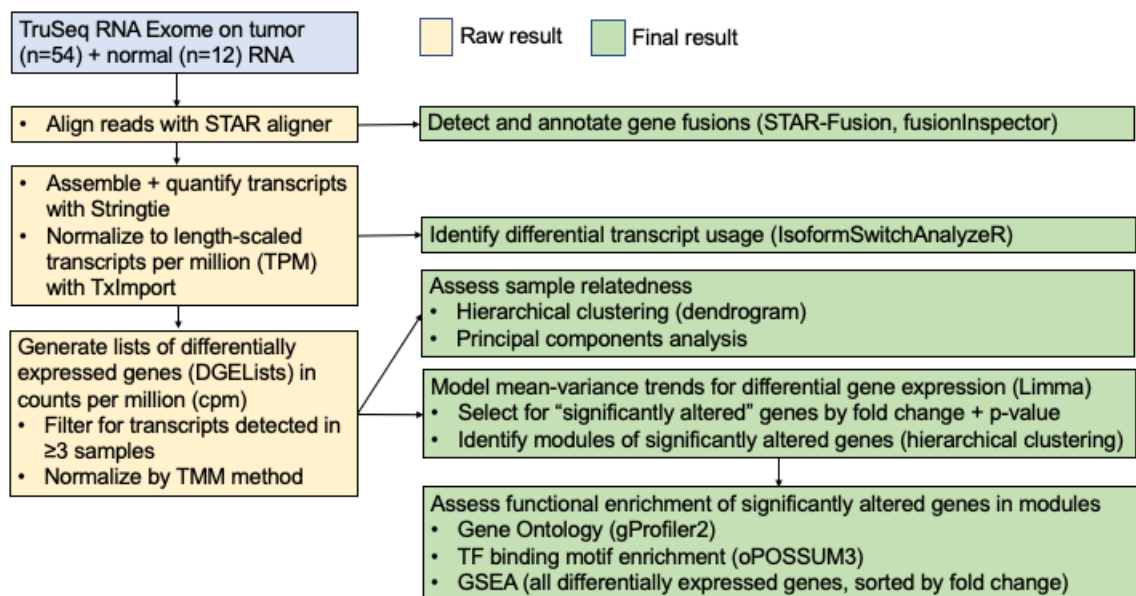 TruSeq RNA Exome on tumor
(n=54) + normal (n=12) RNA
Raw result
Final result
• Align reads with STAR aligner
Detect and annotate gene fusions (STAR-Fusion, fusionInspector)
• Assemble + quantify transcripts
with Stringtie
• Normalize to length-scaled
transcripts per million (TPM)
with TxImport
Identify differential transcript usage (IsoformSwitchAnalyzeR)
Assess sample relatedness
• Hierarchical clustering (dendrogram)
• Principal components analysis
Generate lists of differentially
expressed genes (DGELists) in
counts per million (cpm)
• Filter for transcripts detected in
≥3 samples
• Normalize by TMM method
Model mean-variance trends for differential gene expression (Limma)
• Select for “significantly altered” genes by fold change + p-value
• Identify modules of significantly altered genes (hierarchical clustering)
Assess functional enrichment of significantly altered genes in modules
• Gene Ontology (gProfiler2)
• TF binding motif enrichment (oPOSSUM3)
• GSEA (all differentially expressed genes, sorted by fold change)